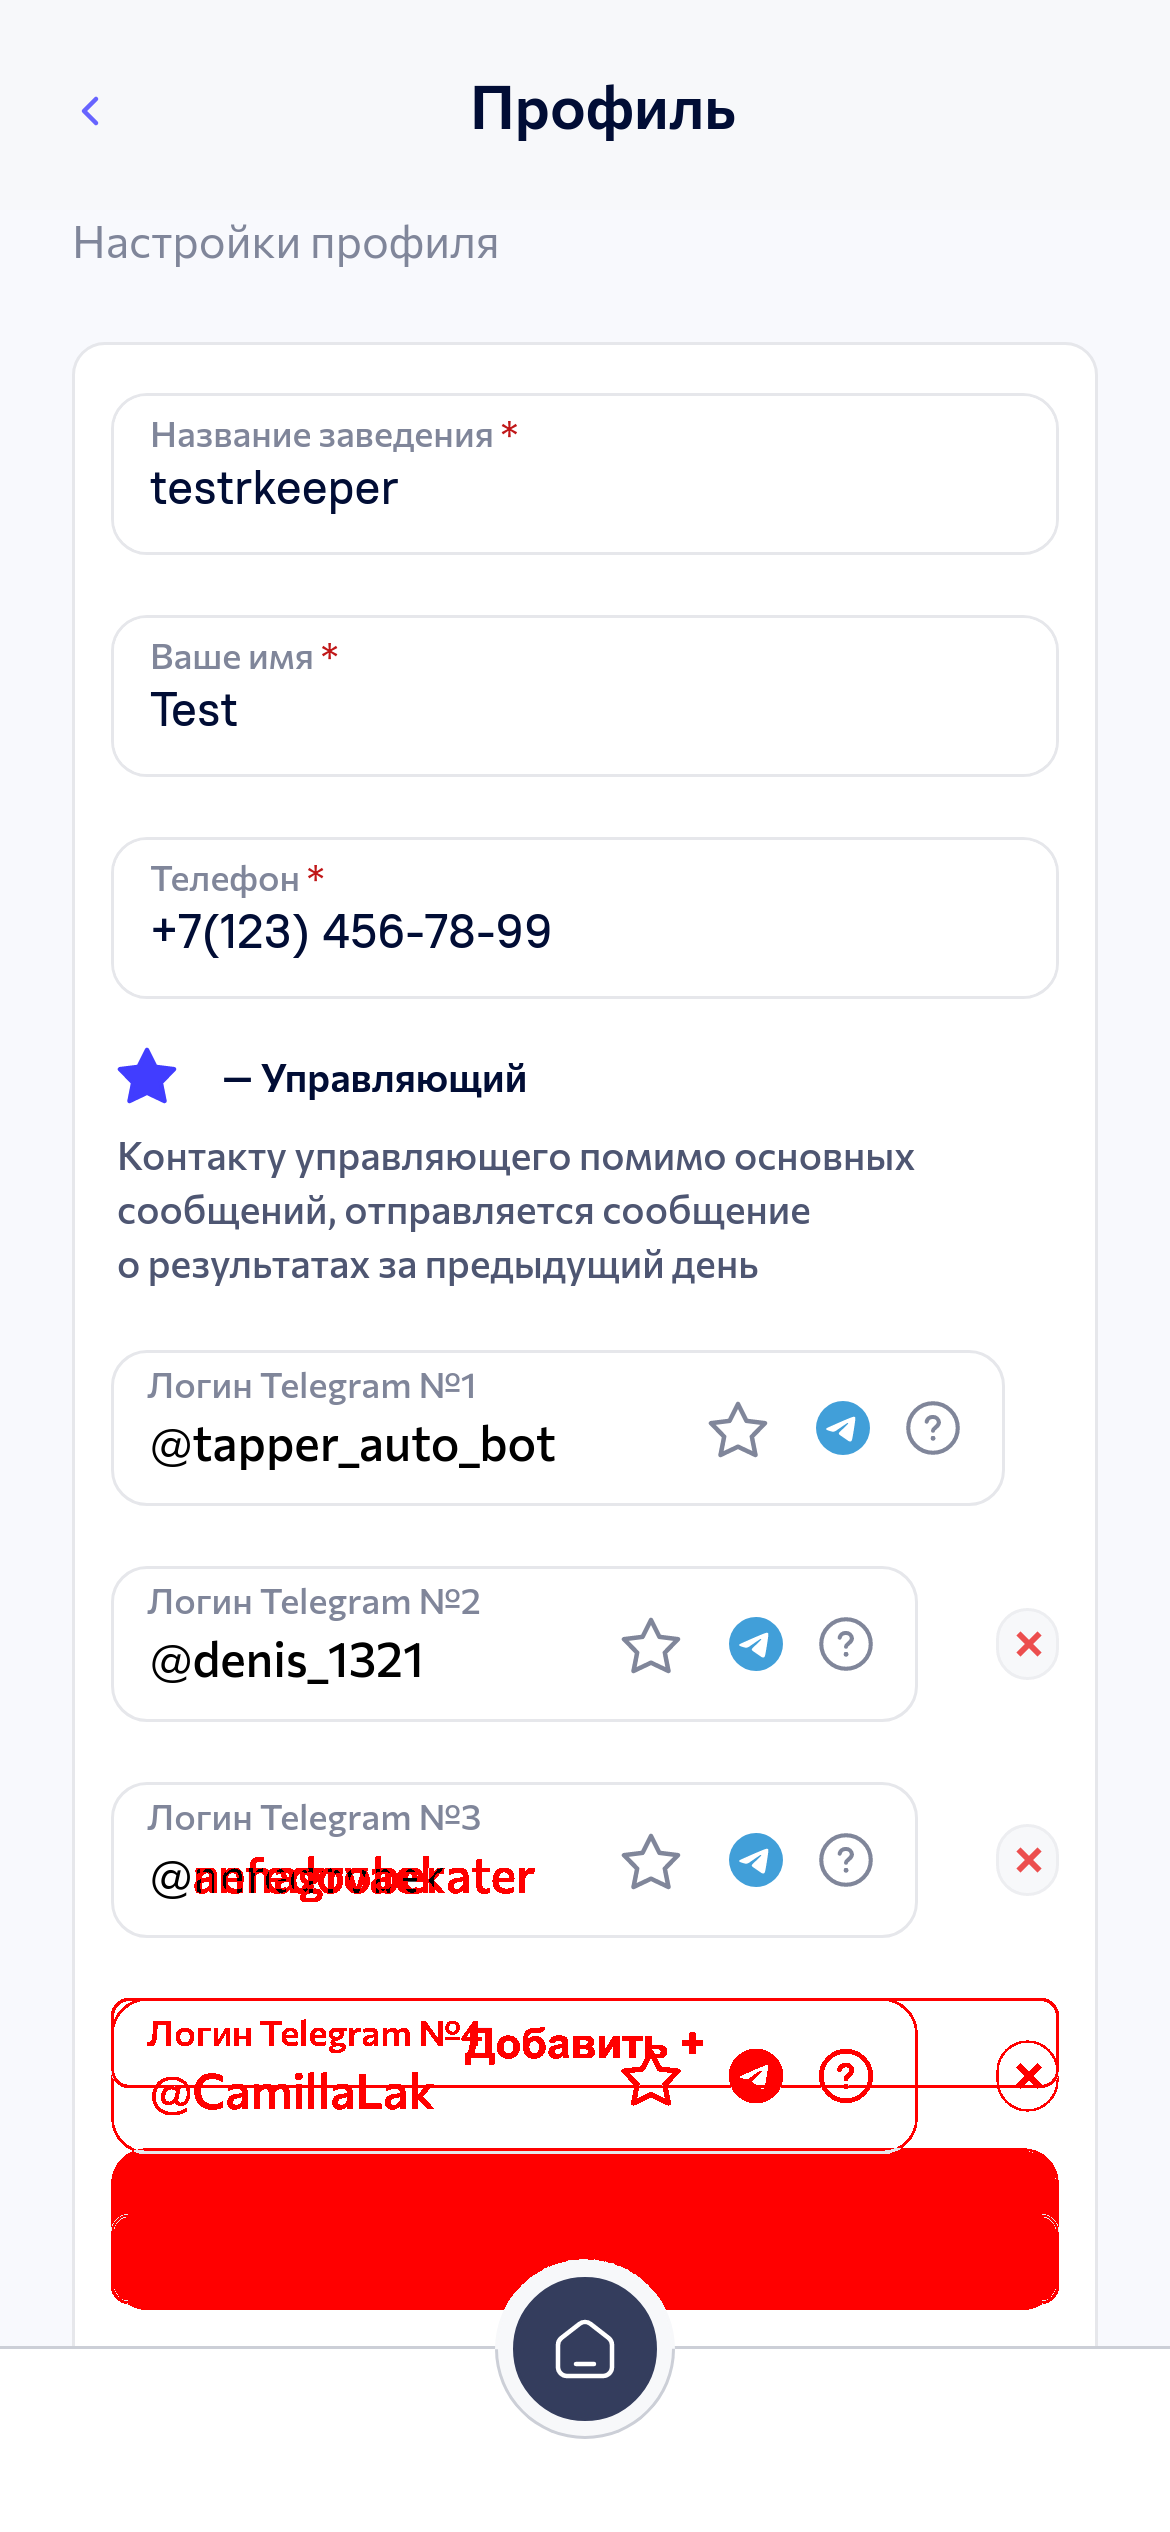 Профиль
Настройки профиля
Название заведения *
testrkeeper
Ваше имя *
Test
Телефон *
+7(123) 456-78-99
— Управляющий
Контакту управляющего помимо основных
сообщений, отправляется сообщение
о результатах за предыдущий день
Логин Telegram №1
@tapper_auto_bot
Логин Telegram №2
@denis_1321
Логин Telegram №3
Логин Telegram №4
Добавить +
@CamillaLak